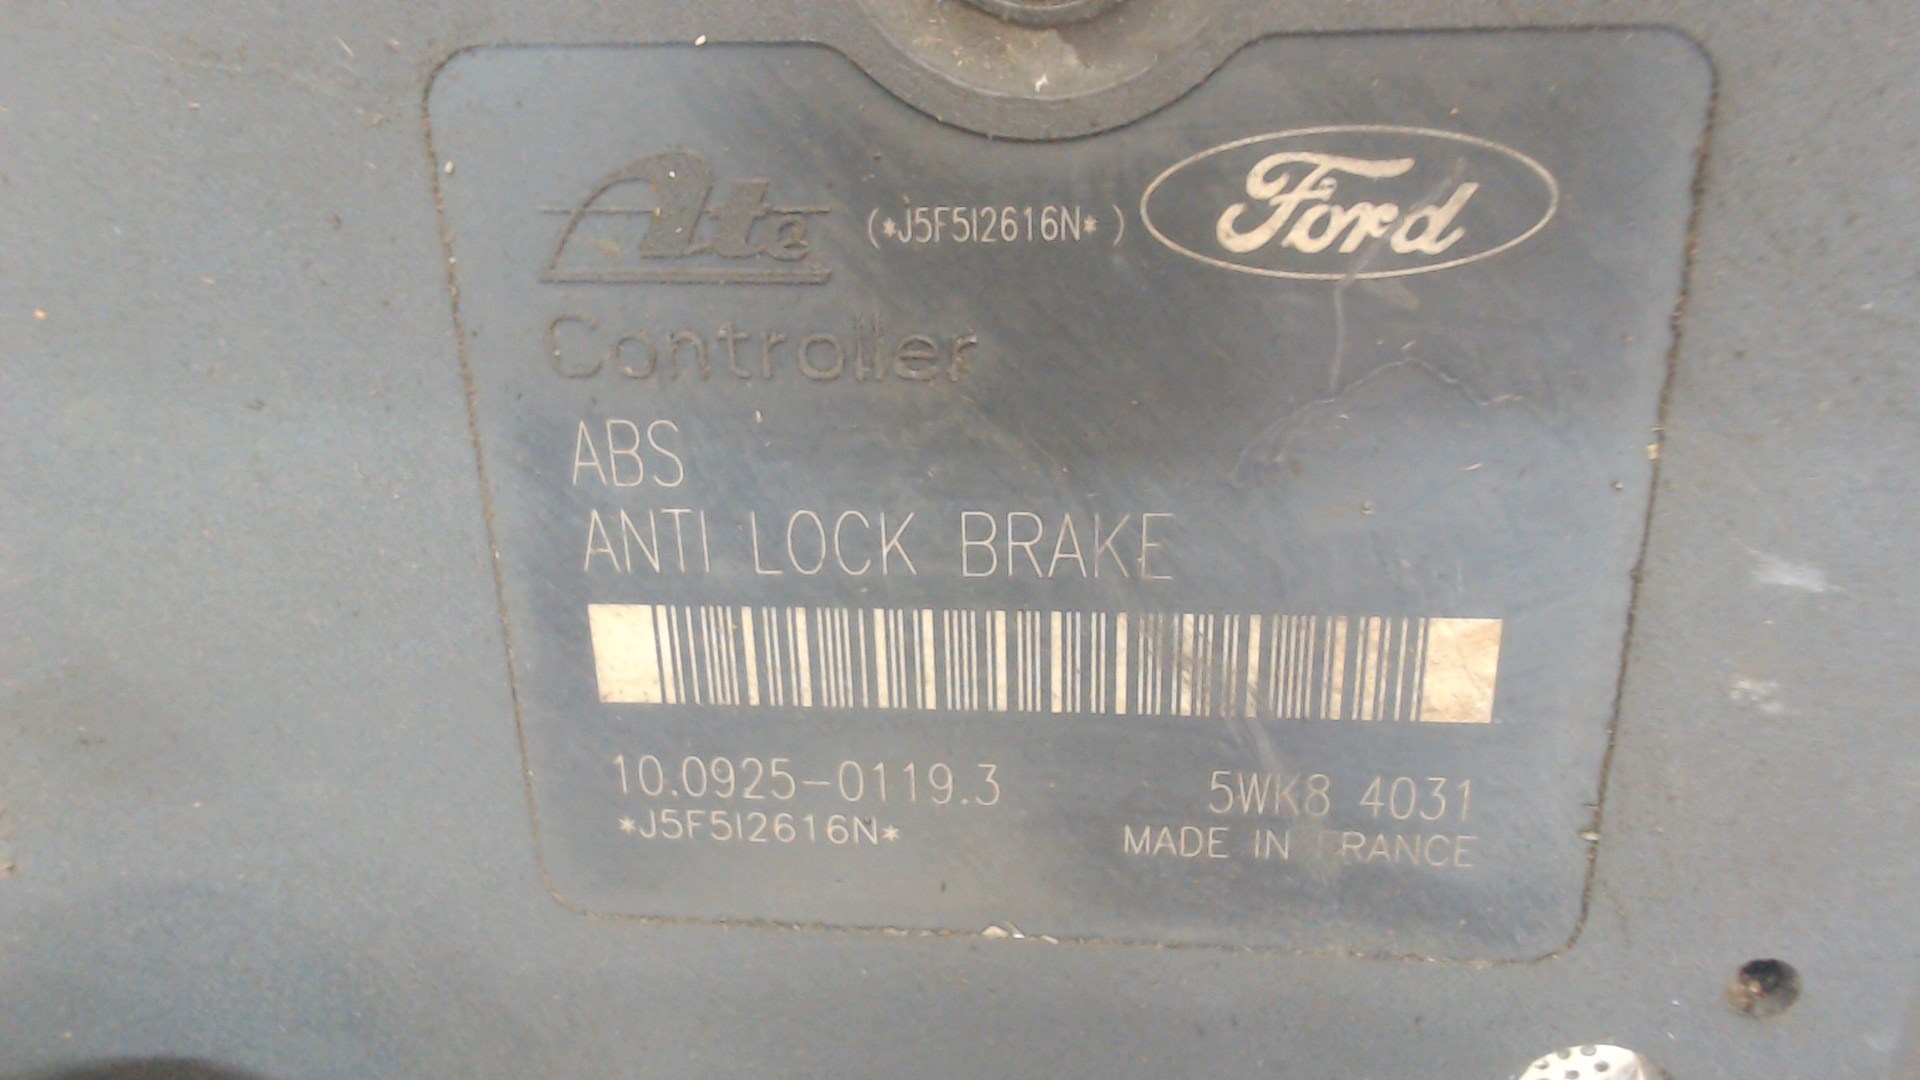 Ate (*J5F5I2616N*) Ford
Controller
ABS
ANTI LOCK BRAKE
10.0925-0119.3 5WK8 4031
*J5F5I2616N* MADE IN FRANCE